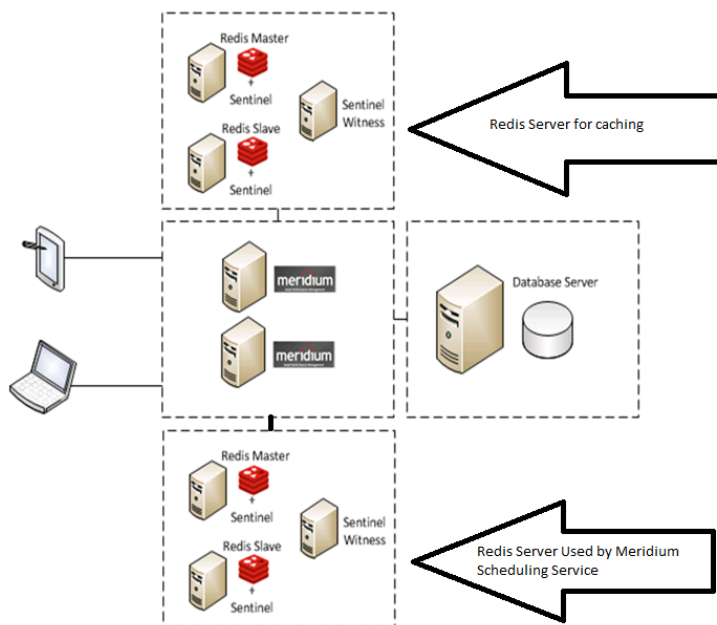 Redis Master
+
Sentinel
Sentinel
Witness
Redis Slave
+
Sentinel
Redis Server for caching
meridium
meridium
Database Server
Redis Master
+
Sentinel
Sentinel
Witness
Redis Slave
+
Sentinel
Redis Server Used by Meridium
Scheduling Service